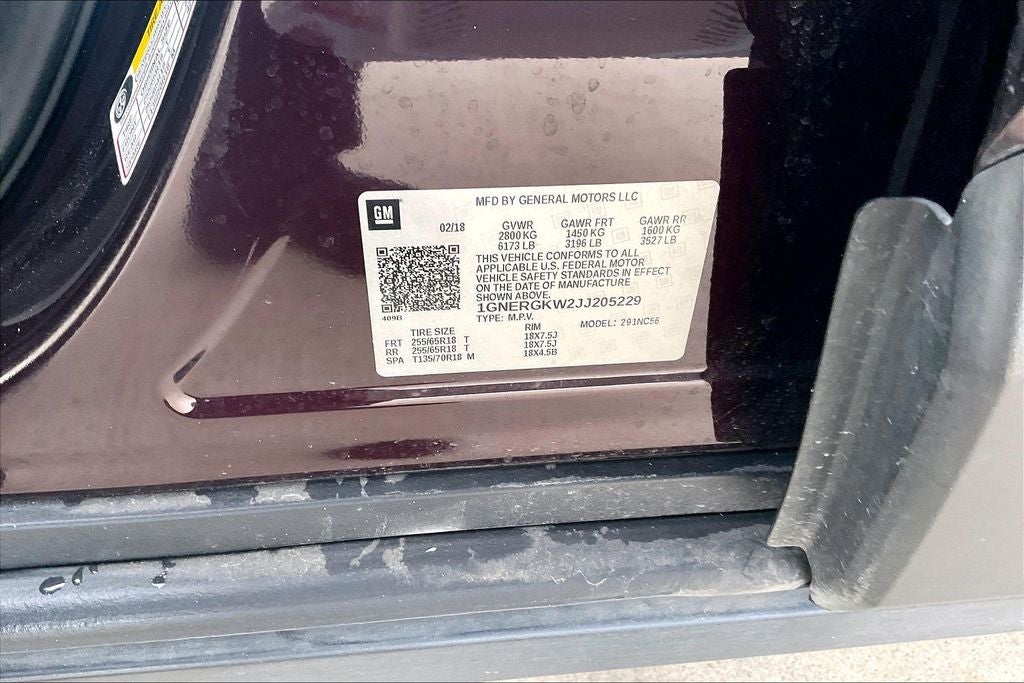 TIRE
GM
MFD BY GENERAL MOTORS LLC
02/18 GVWR GAWR FRT GAWR RR
2800 KG 1450 KG 1600 KG
6173 LB 3196 LB 3527 LB
THIS VEHICLE CONFORMS TO ALL
APPLICABLE U.S. FEDERAL MOTOR
VEHICLE SAFETY STANDARDS IN EFFECT
ON THE DATE OF MANUFACTURE
SHOWN ABOVE.
1GNERGKW2JJ205229
409B TYPE: M.P.V. MODEL: 291NC56
TIRE SIZE RIM
FRT 255/65R18 T 18X7.5J
RR 255/65R18 T 18X7.5J
SPA T135/70R18 M 18X4.5B